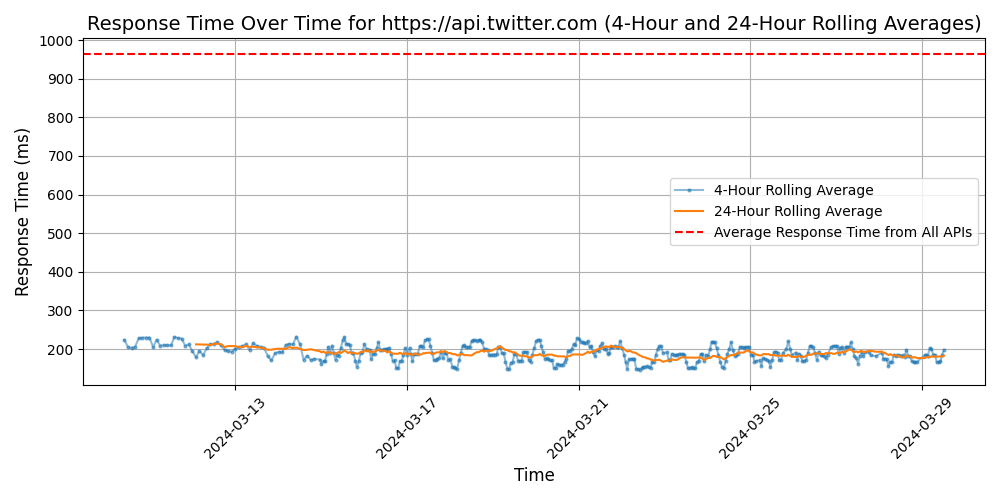 Response Time Over Time for https://api.twitter.com (4-Hour and 24-Hour Rolling Averages)
Response Time (ms)
1000
900
800
700
600
500
400
300
200
4-Hour Rolling Average
24-Hour Rolling Average
Average Response Time from All APIs
2024-03-13
2024-03-17
2024-03-21
2024-03-25
2024-03-29
Time